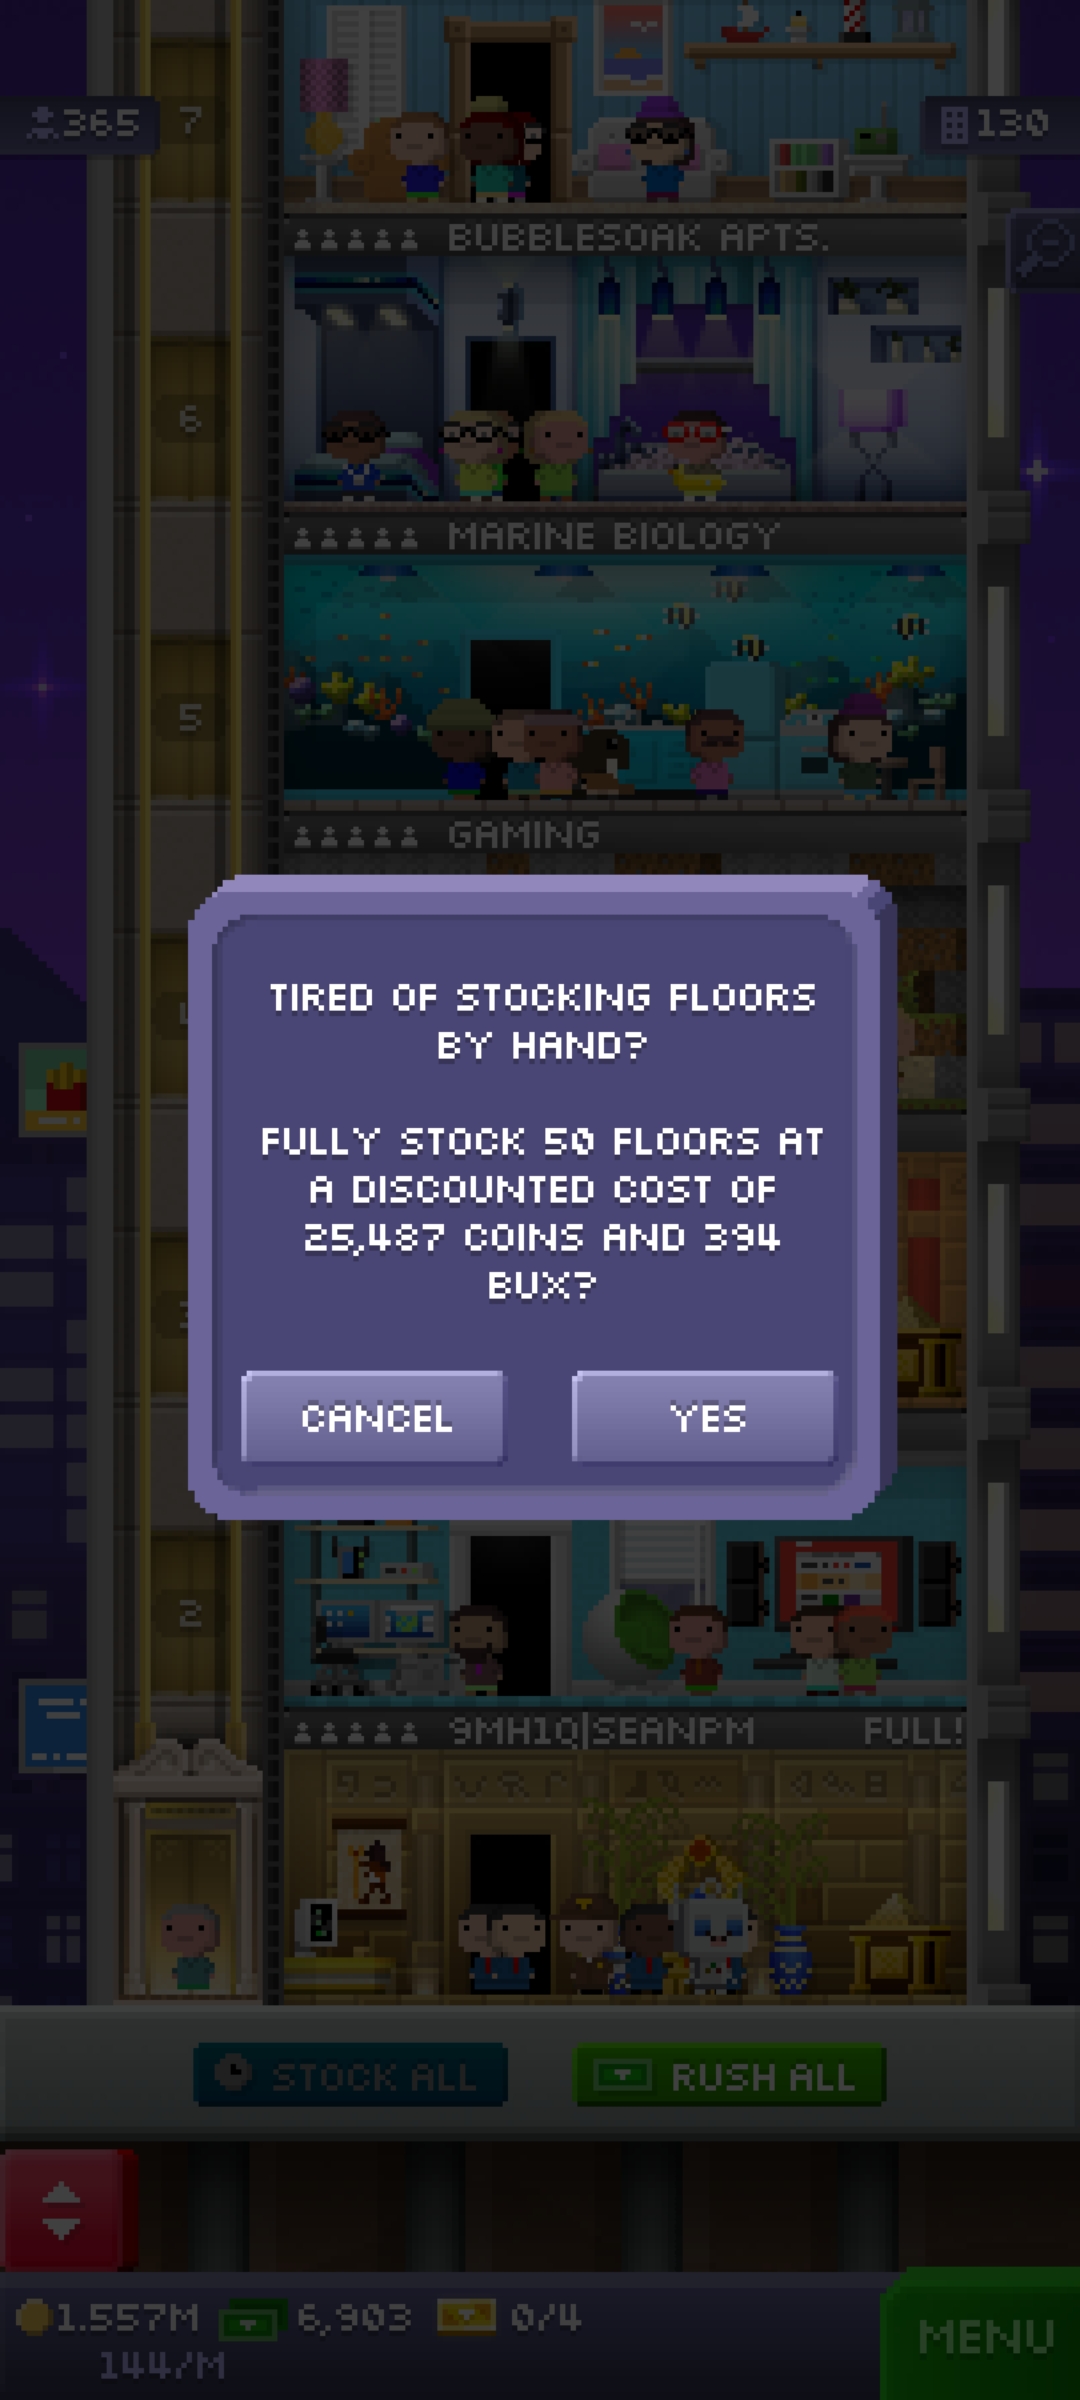 365
7
130
BUBBLESOAK APTS.
6
MARINE BIOLOGY
5
GAMING
TIRED OF STOCKING FLOORS
BY HAND?
FULLY STOCK 50 FLOORS AT
A DISCOUNTED COST OF
25,487 COINS AND 394
BUX?
CANCEL
YES
2
9MH1Q|SEANPM
FULL!
STOCK ALL
RUSH ALL
1.557M
6,903
0/4
144/M
MENU